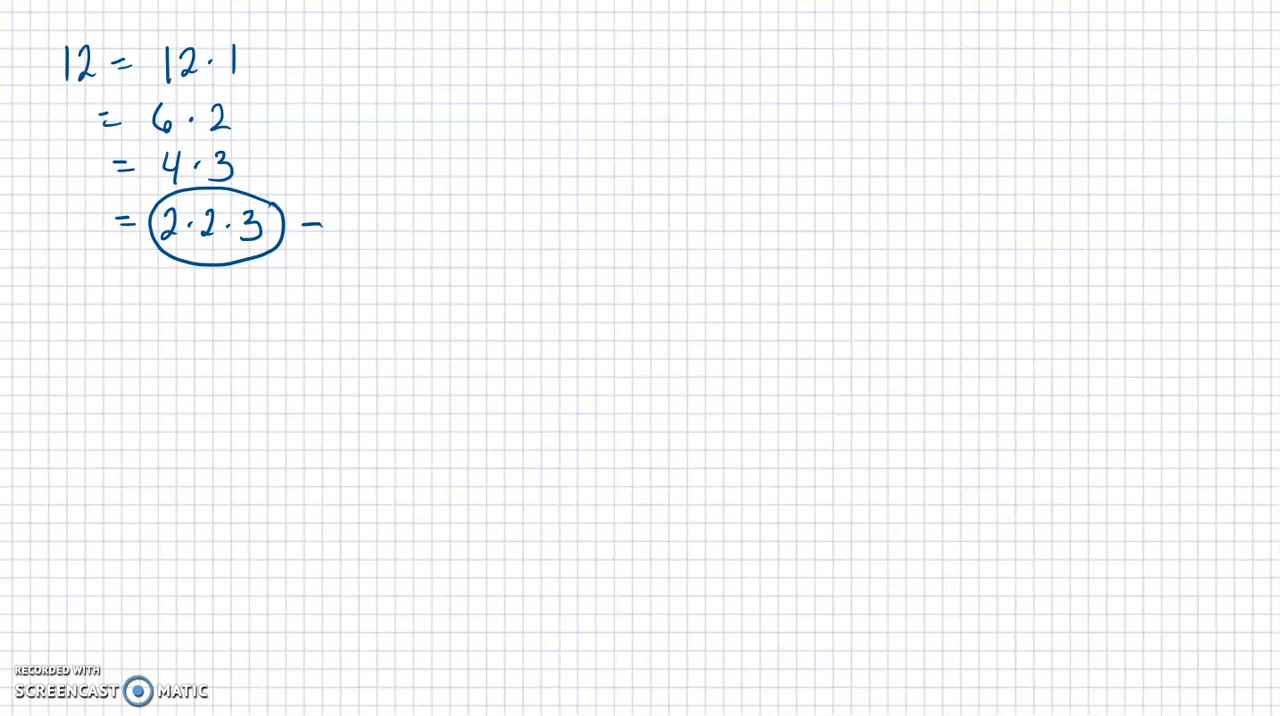 12 = 12·1
= 6·2
= 4·3
= 2·2·3 –
RECORDED WITH
SCREENCAST MATIC